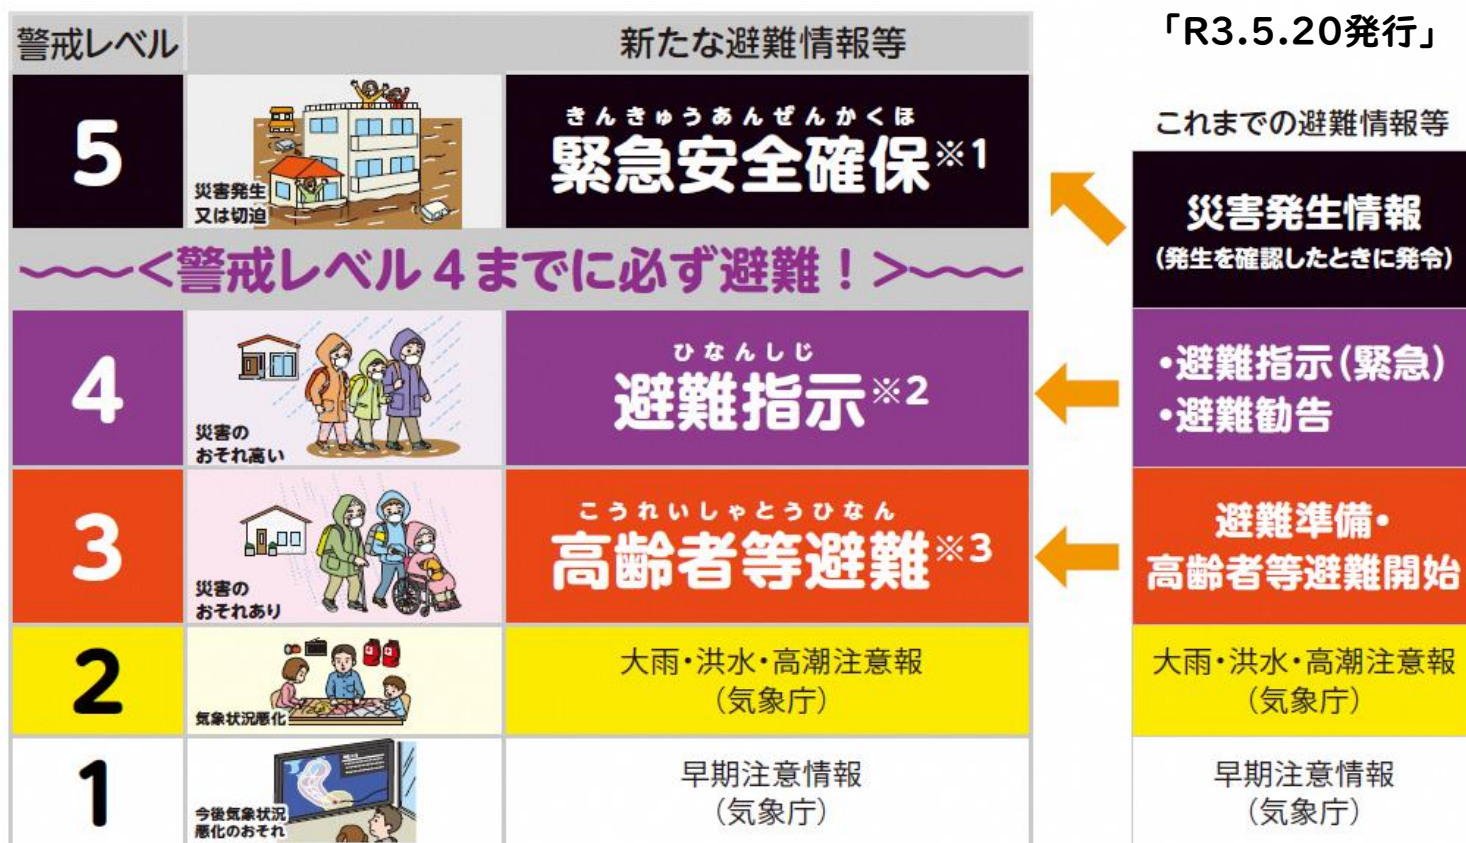 警戒レベル
新たな避難情報等
「R3.5.20発行」
これまでの避難情報等
5
災害発生
又は切迫
きんきゅうあんぜんかくほ
緊急安全確保※1
災害発生情報
(発生を確認したときに発令)
〜〜〜<警戒レベル4までに必ず避難!>〜〜〜
4
災害の
おそれ高い
ひなんしじ
避難指示※2
・避難指示(緊急)
・避難勧告
3
災害の
おそれあり
こうれいしゃとうひなん
高齢者等避難※3
避難準備・
高齢者等避難開始
2
気象状況悪化
大雨・洪水・高潮注意報
(気象庁)
大雨・洪水・高潮注意報
(気象庁)
1
今後気象状況
悪化のおそれ
早期注意情報
(気象庁)
早期注意情報
(気象庁)